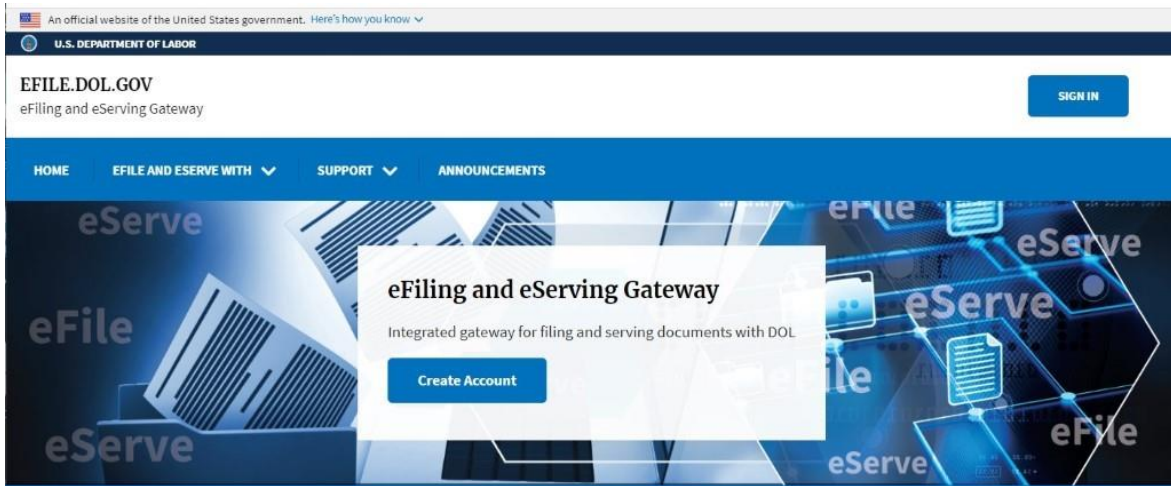 An official website of the United States government. Here's how you know
U.S. DEPARTMENT OF LABOR
EFILE.DOL.GOV
eFiling and eServing Gateway
SIGN IN
HOME EFILE AND ESERVE WITH SUPPORT ANNOUNCEMENTS
eServe
eFile
eServe
eFiling and eServing Gateway
eFile
eServe
Integrated gateway for filing and serving documents with DOL
Create Account
eFile
eServe
eFile
eServe